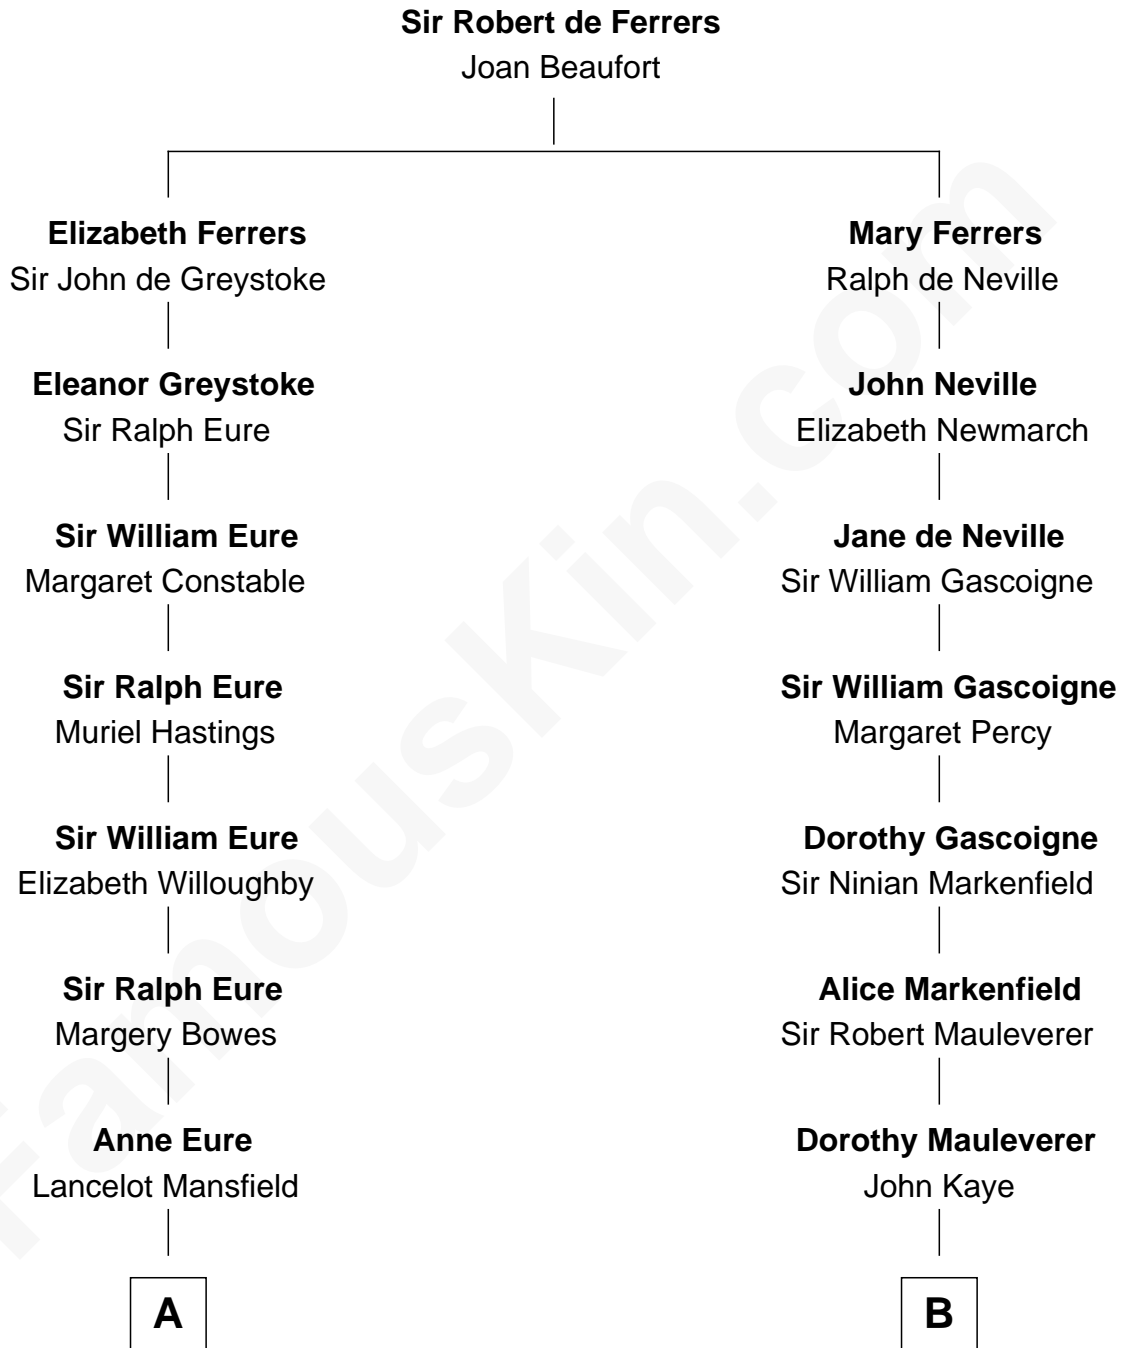 Sir Robert de Ferrers
Joan Beaufort
Elizabeth Ferrers
Sir John de Greystoke
Mary Ferrers
Ralph de Neville
Eleanor Greystoke
Sir Ralph Eure
John Neville
Elizabeth Newmarch
Sir William Eure
Margaret Constable
Jane de Neville
Sir William Gascoigne
Sir Ralph Eure
Muriel Hastings
Sir William Gascoigne
Margaret Percy
Sir William Eure
Elizabeth Willoughby
Dorothy Gascoigne
Sir Ninian Markenfield
Sir Ralph Eure
Margery Bowes
Alice Markenfield
Sir Robert Mauleverer
Anne Eure
Lancelot Mansfield
Dorothy Mauleverer
John Kaye
A
B
FamousKin.com